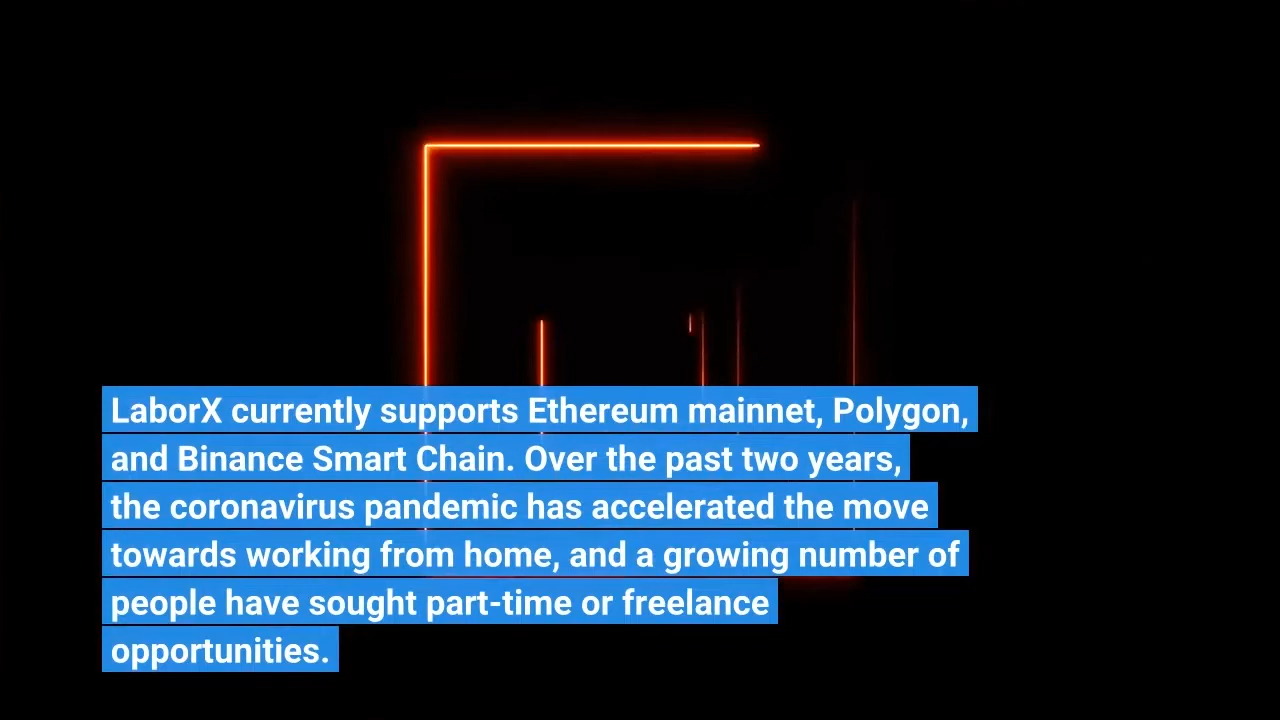 LaborX currently supports Ethereum mainnet, Polygon,
and Binance Smart Chain. Over the past two years,
the coronavirus pandemic has accelerated the move
towards working from home, and a growing number of
people have sought part-time or freelance
opportunities.